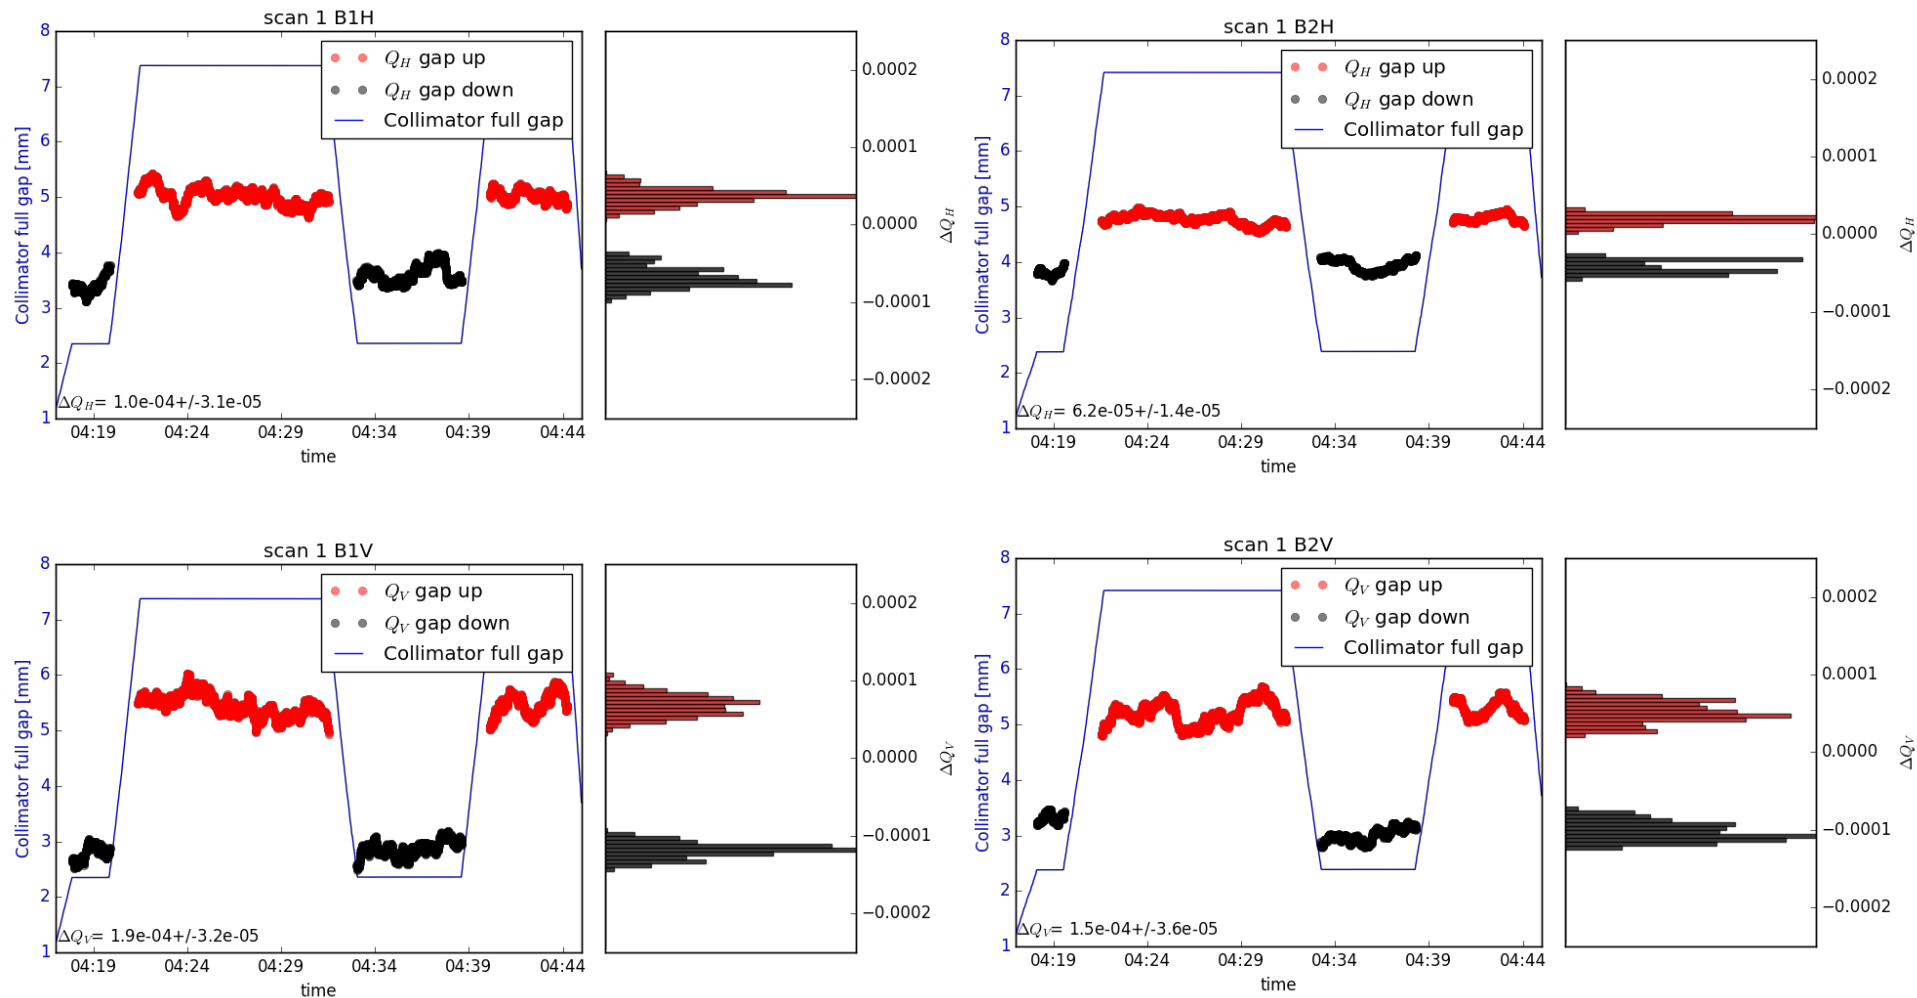 scan 1 B1H
8
7
6
5
4
3
2
1
Collimator full gap [mm]
Q_H gap up
Q_H gap down
Collimator full gap
ΔQ_H= 1.0e-04+/-3.1e-05
04:19 04:24 04:29 04:34 04:39 04:44
time
0.0002
0.0001
0.0000
−0.0001
−0.0002
ΔQ_H
scan 1 B2H
8
7
6
5
4
3
2
1
Collimator full gap [mm]
Q_H gap up
Q_H gap down
Collimator full gap
ΔQ_H= 6.2e-05+/-1.4e-05
04:19 04:24 04:29 04:34 04:39 04:44
time
0.0002
0.0001
0.0000
−0.0001
−0.0002
ΔQ_H
scan 1 B1V
8
7
6
5
4
3
2
1
Collimator full gap [mm]
Q_V gap up
Q_V gap down
Collimator full gap
ΔQ_V= 1.9e-04+/-3.2e-05
04:19 04:24 04:29 04:34 04:39 04:44
time
0.0002
0.0001
0.0000
−0.0001
−0.0002
ΔQ_V
scan 1 B2V
8
7
6
5
4
3
2
1
Collimator full gap [mm]
Q_V gap up
Q_V gap down
Collimator full gap
ΔQ_V= 1.5e-04+/-3.6e-05
04:19 04:24 04:29 04:34 04:39 04:44
time
0.0002
0.0001
0.0000
−0.0001
−0.0002
ΔQ_V